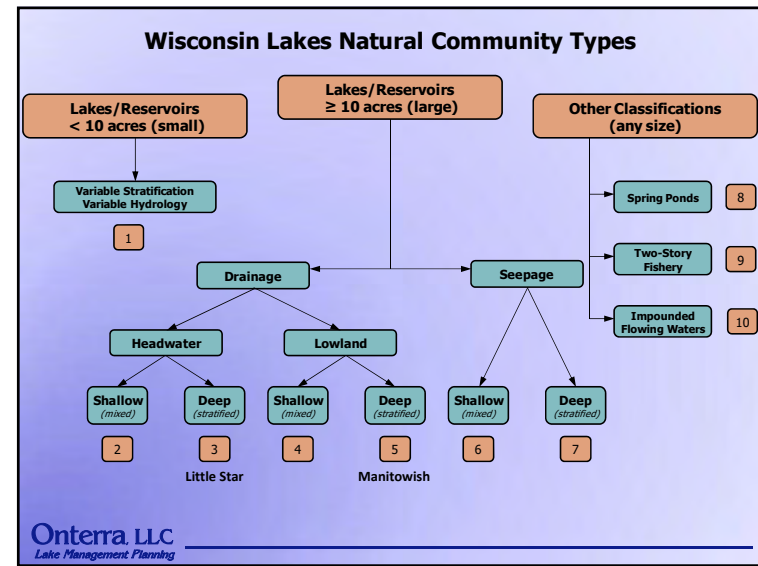 Wisconsin Lakes Natural Community Types
Lakes/Reservoirs
< 10 acres (small)
Lakes/Reservoirs
≥ 10 acres (large)
Other Classifications
(any size)
Variable Stratification
Variable Hydrology
1
Spring Ponds
8
Two-Story
Fishery
9
Impounded
Flowing Waters
10
Drainage
Seepage
Headwater
Lowland
Shallow
(mixed)
Deep
(stratified)
Shallow
(mixed)
Deep
(stratified)
Shallow
(mixed)
Deep
(stratified)
2
3
4
5
6
7
Little Star
Manitowish
Onterra, LLC
Lake Management Planning